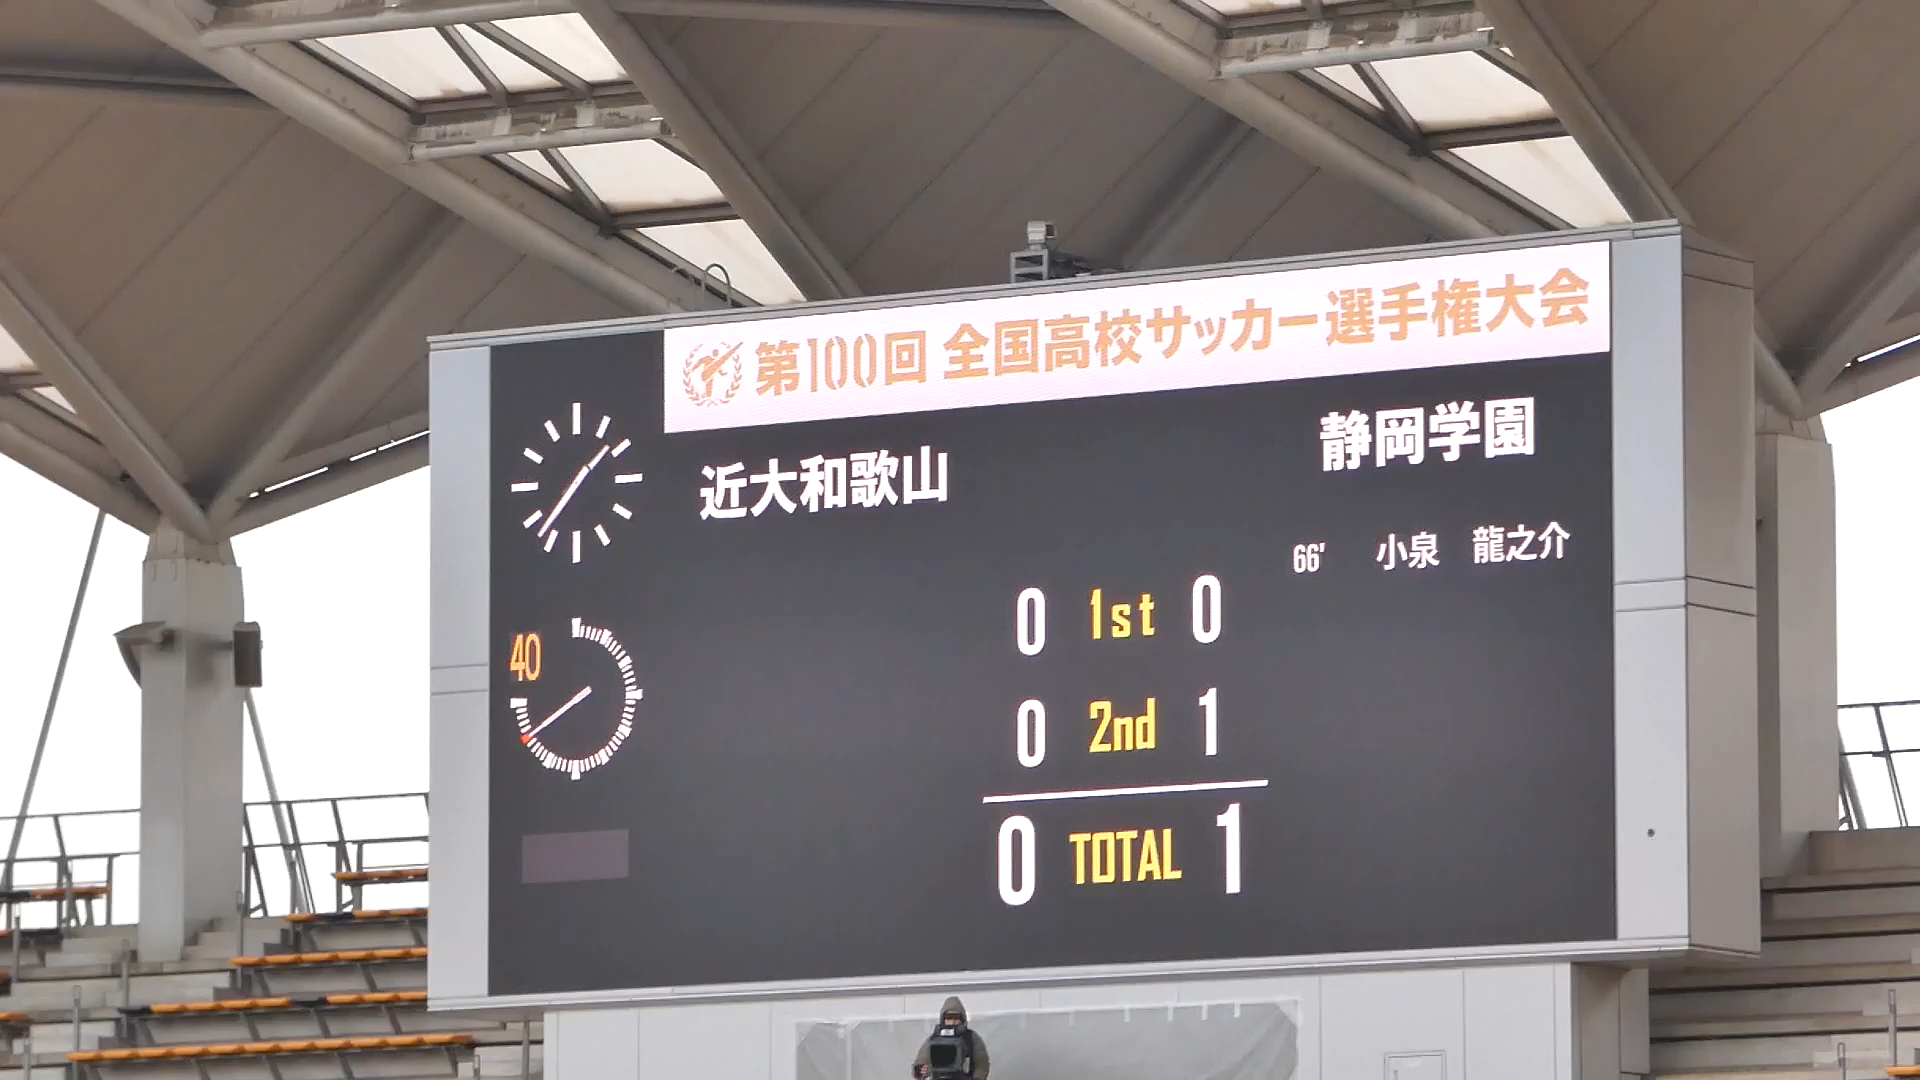 第100回 全国高校サッカー選手権大会
近大和歌山 静岡学園
66' 小泉 龍之介
0 1st 0
40
0 2nd 1
0 TOTAL 1